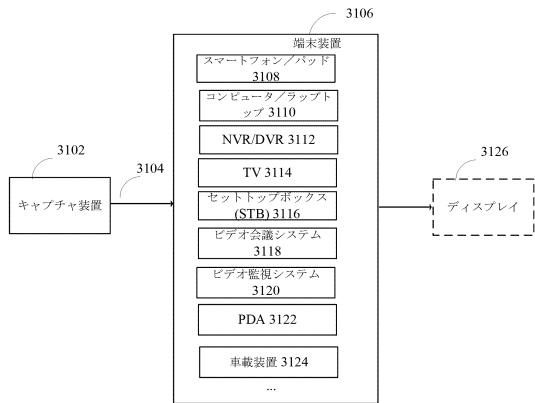 3106
端末装置
スマートフォン／パッド
3108
コンピュータ／ラップト
ップ 3110
NVR/DVR 3112
TV 3114
セットトップボックス
(STB) 3116
ビデオ会議システム
3118
ビデオ監視システム
3120
PDA 3122
車載装置 3124
...
3102
3104
キャプチャ装置
3126
ディスプレイ